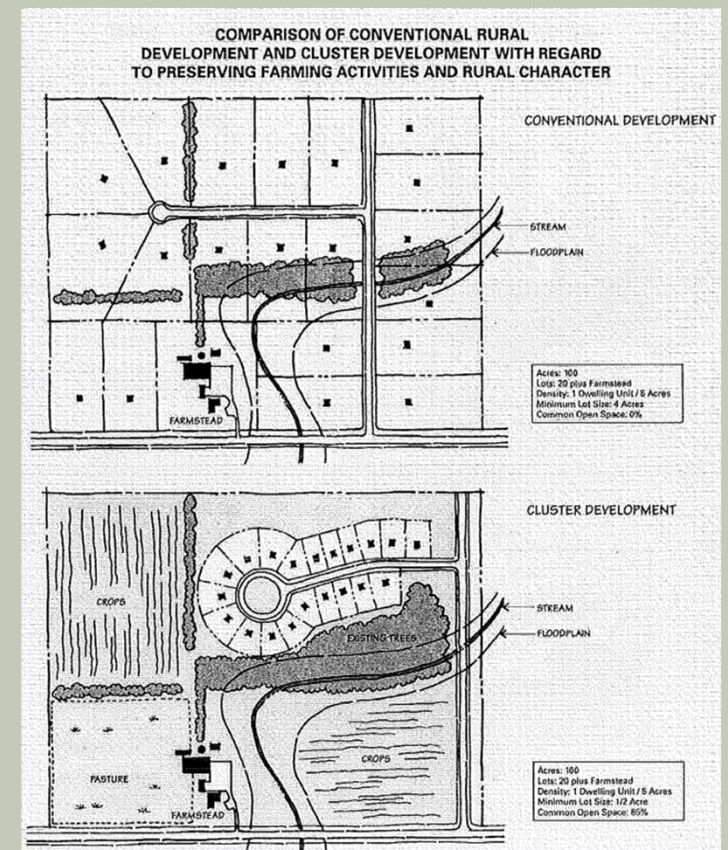 COMPARISON OF CONVENTIONAL RURAL
DEVELOPMENT AND CLUSTER DEVELOPMENT WITH REGARD
TO PRESERVING FARMING ACTIVITIES AND RURAL CHARACTER
CONVENTIONAL DEVELOPMENT
STREAM
FLOODPLAIN
Acres: 100
Lots: 20 plus Farmstead
Density: 1 Dwelling Unit / 5 Acres
Minimum Lot Size: 4 Acres
Common Open Space: 0%
FARMSTEAD
CLUSTER DEVELOPMENT
CROPS
STREAM
EXISTING TREES
FLOODPLAIN
CROPS
PASTURE
Acres: 100
Lots: 20 plus Farmstead
Density: 1 Dwelling Unit / 5 Acres
Minimum Lot Size: 1/2 Acre
Common Open Space: 85%
FARMSTEAD